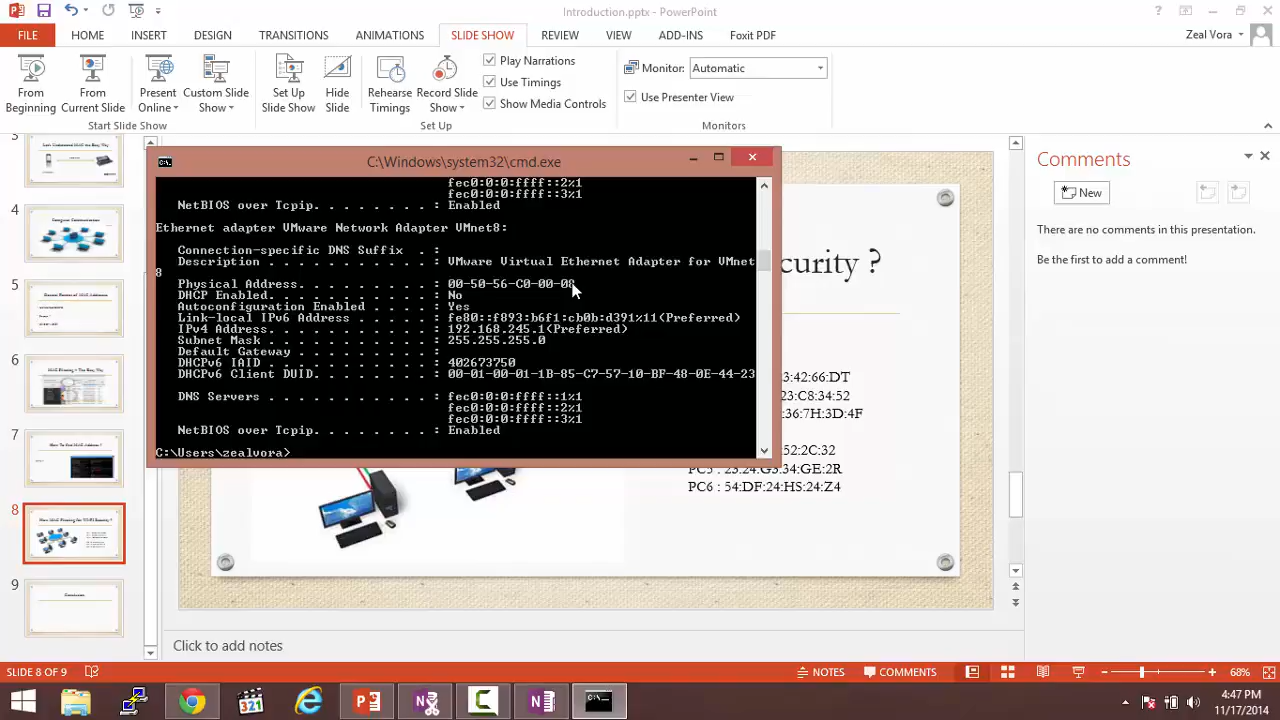 Introduction.pptx - PowerPoint
?
FILE HOME INSERT DESIGN TRANSITIONS ANIMATIONS SLIDE SHOW REVIEW VIEW ADD-INS Foxit PDF Zeal Vora
From Beginning
From Current Slide
Present Online
Custom Slide Show
Set Up Slide Show
Hide Slide
Rehearse Timings
Record Slide Show
Play Narrations
Use Timings
Show Media Controls
Monitor: Automatic
Use Presenter View
Start Slide Show Set Up Monitors
C:\Windows\system32\cmd.exe
fec0:0:0:ffff::2%1
fec0:0:0:ffff::3%1
NetBIOS over Tcpip. . . . . . . . : Enabled
Ethernet adapter VMware Network Adapter VMnet8:
Connection-specific DNS Suffix . :
Description . . . . . . . . . . . : VMware Virtual Ethernet Adapter for VMnet
8
Physical Address. . . . . . . . . : 00-50-56-C0-00-08
DHCP Enabled. . . . . . . . . . . : No
Autoconfiguration Enabled . . . . : Yes
Link-local IPv6 Address . . . . . : fe80::f893:b6f1:cb0b:d391%11(Preferred)
IPv4 Address. . . . . . . . . . . : 192.168.245.1(Preferred)
Subnet Mask . . . . . . . . . . . : 255.255.255.0
Default Gateway . . . . . . . . . :
DHCPv6 IAID . . . . . . . . . . . : 402673750
DHCPv6 Client DUID. . . . . . . . : 00-01-00-01-1B-85-C7-57-10-BF-48-0E-44-23
DNS Servers . . . . . . . . . . . : fec0:0:0:ffff::1%1
fec0:0:0:ffff::2%1
fec0:0:0:ffff::3%1
NetBIOS over Tcpip. . . . . . . . : Enabled
C:\Users\zealvora>
curity ?
3:42:66:DT
23:C8:34:52
:36:7H:3D:4F
52:2C:32
PC5 : 23:24:G3:34:GE:2R
PC6 : 54:DF:24:HS:24:Z4
3
4
6
7
8
9
Comments
New
There are no comments in this presentation.
Be the first to add a comment!
Click to add notes
SLIDE 8 OF 9 NOTES COMMENTS 68%
321
4:47 PM
11/17/2014